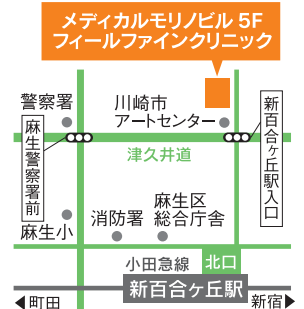 メディカルモリノビル 5F
フィールファインクリニック
警察署
川崎市
アートセンター
新百合ヶ丘駅入口
麻生警察署前
津久井道
麻生小
消防署
麻生区
総合庁舎
小田急線
北口
新百合ヶ丘駅
◀町田
新宿▶